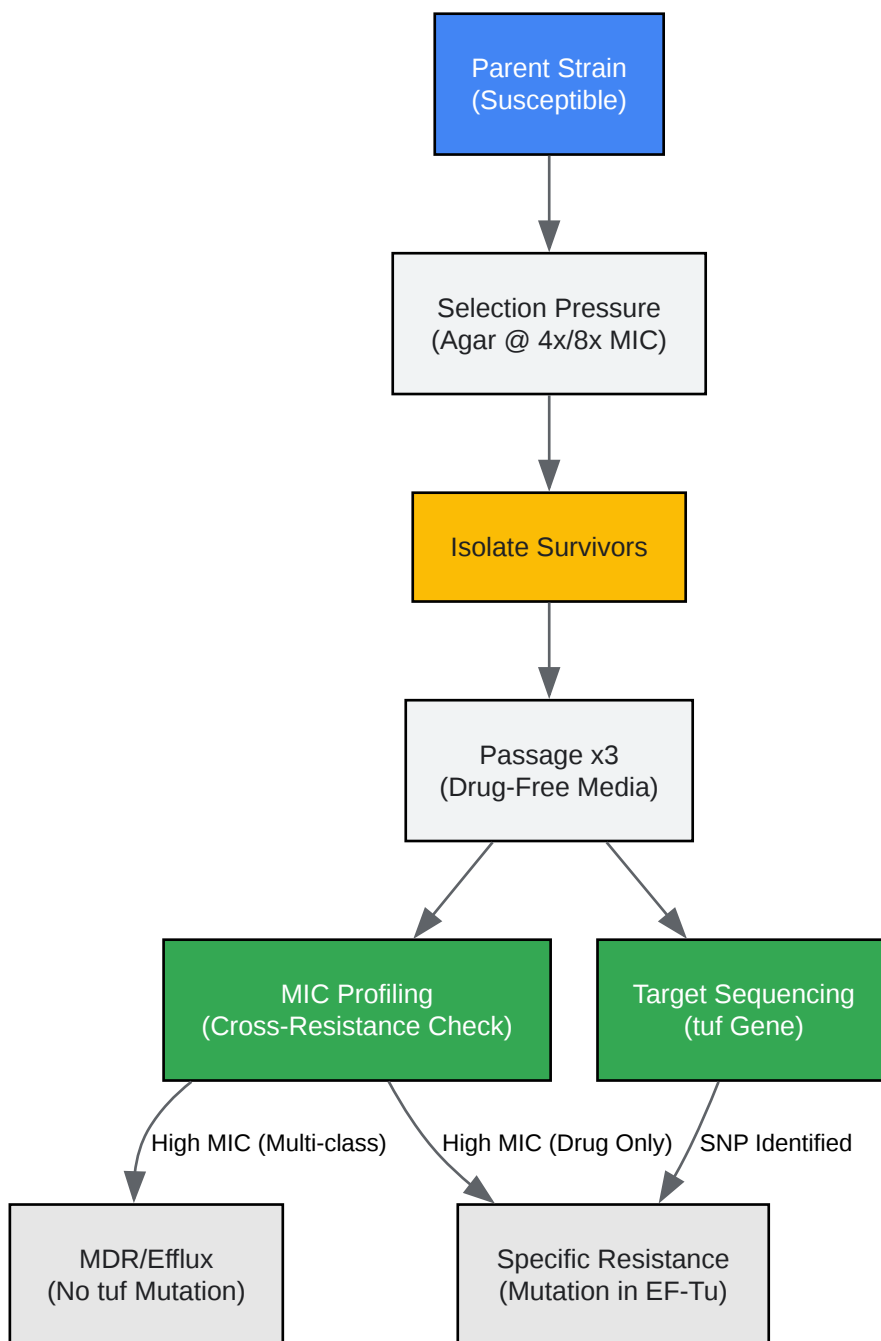 Parent Strain
(Susceptible)
Selection Pressure
(Agar @ 4x/8x MIC)
Isolate Survivors
Passage x3
(Drug-Free Media)
MIC Profiling
(Cross-Resistance Check)
Target Sequencing
(tuf Gene)
High MIC (Multi-class)
High MIC (Drug Only)
SNP Identified
MDR/Efflux
(No tuf Mutation)
Specific Resistance
(Mutation in EF-Tu)